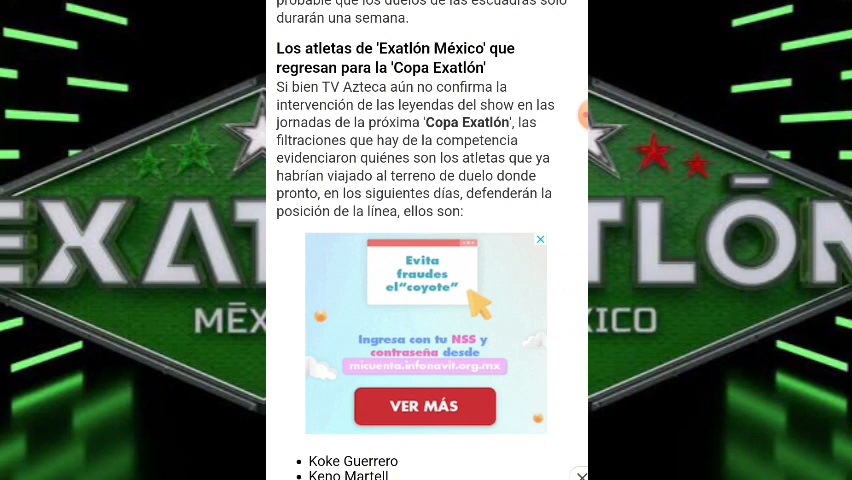 probable que los duelos de las escuadras solo
durarán una semana.
Los atletas de 'Exatlón México' que
regresan para la 'Copa Exatlón'
Si bien TV Azteca aún no confirma la
intervención de las leyendas del show en las
jornadas de la próxima 'Copa Exatlón', las
filtraciones que hay de la competencia
evidenciaron quiénes son los atletas que ya
habrían viajado al terreno de duelo donde
pronto, en los siguientes días, defenderán la
posición de la línea, ellos son:
Evita
fraudes
el“coyote”
Ingresa con tu NSS y
contraseña desde
micuenta.infonavit.org.mx
VER MÁS
Koke Guerrero
Keno Martell
EXAT
TLÓN
MÉX
XICO